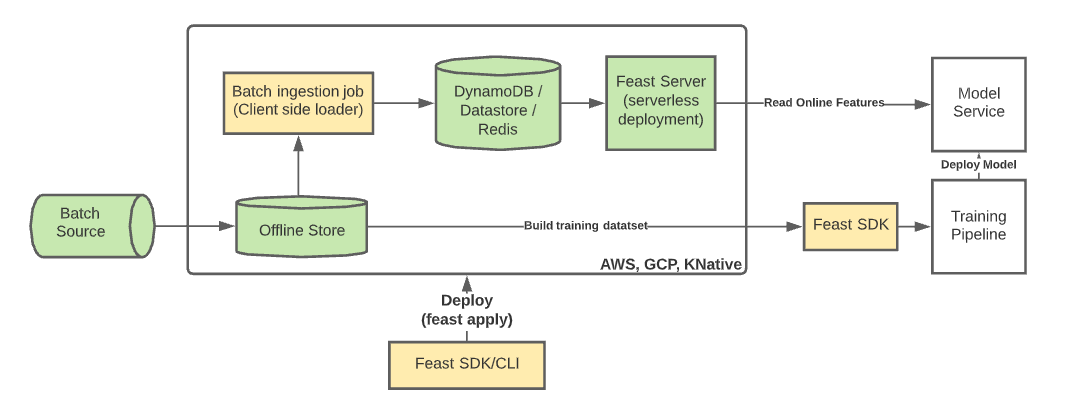 Batch ingestion job
(Client side loader)
DynamoDB /
Datastore /
Redis
Feast Server
(serverless
deployment)
Read Online Features
Model
Service
Deploy Model
Batch
Source
Offline Store
Build training datatset
Feast SDK
Training
Pipeline
AWS, GCP, KNative
Deploy
(feast apply)
Feast SDK/CLI